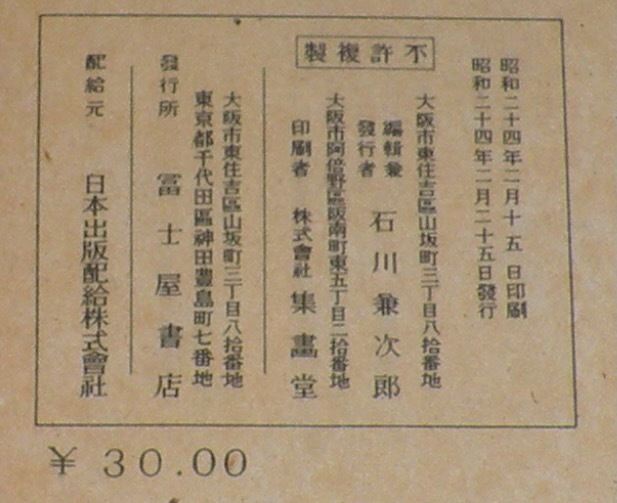 昭和二十四年二月十五日印刷
昭和二十四年二月二十五日發行
不許複製
大阪市東住吉區山坂町三丁目八拾番地
編輯兼
發行者
石川兼次郎
大阪市阿倍野區阪南町東五丁目二拾番地
印刷者 株式會社 集畫堂
大阪市東住吉區山坂町三丁目八拾番地
東京都千代田區神田豐島町七番地
發行所 冨士屋書店
配給元 日本出版配給株式會社
¥ 30.00